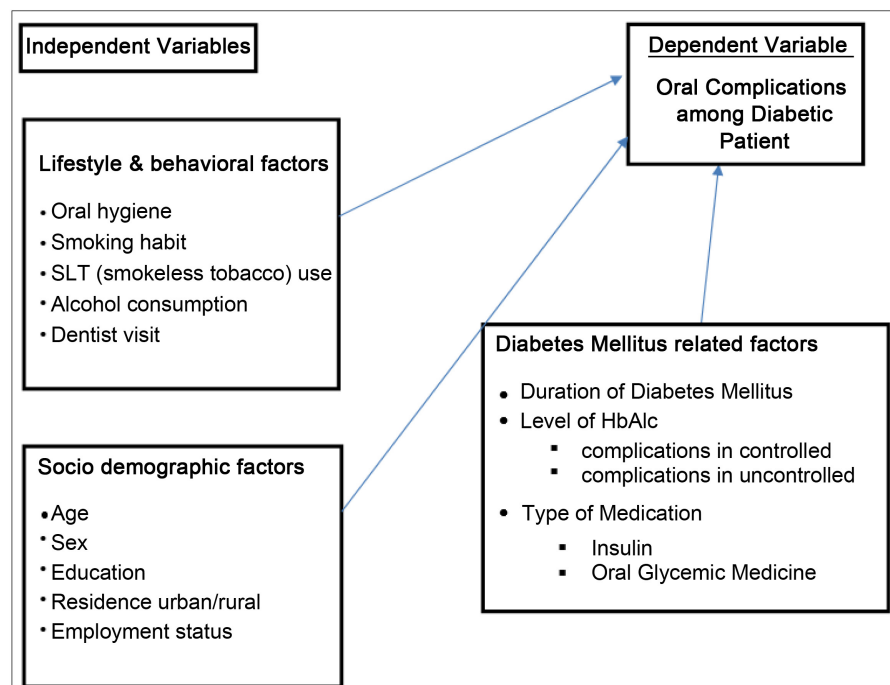 Independent Variables
Dependent Variable
Oral Complications
among Diabetic
Patient
Lifestyle & behavioral factors
• Oral hygiene
• Smoking habit
• SLT (smokeless tobacco) use
• Alcohol consumption
• Dentist visit
Diabetes Mellitus related factors
• Duration of Diabetes Mellitus
• Level of HbAlc
▪ complications in controlled
▪ complications in uncontrolled
• Type of Medication
▪ Insulin
▪ Oral Glycemic Medicine
Socio demographic factors
• Age
• Sex
• Education
• Residence urban/rural
• Employment status